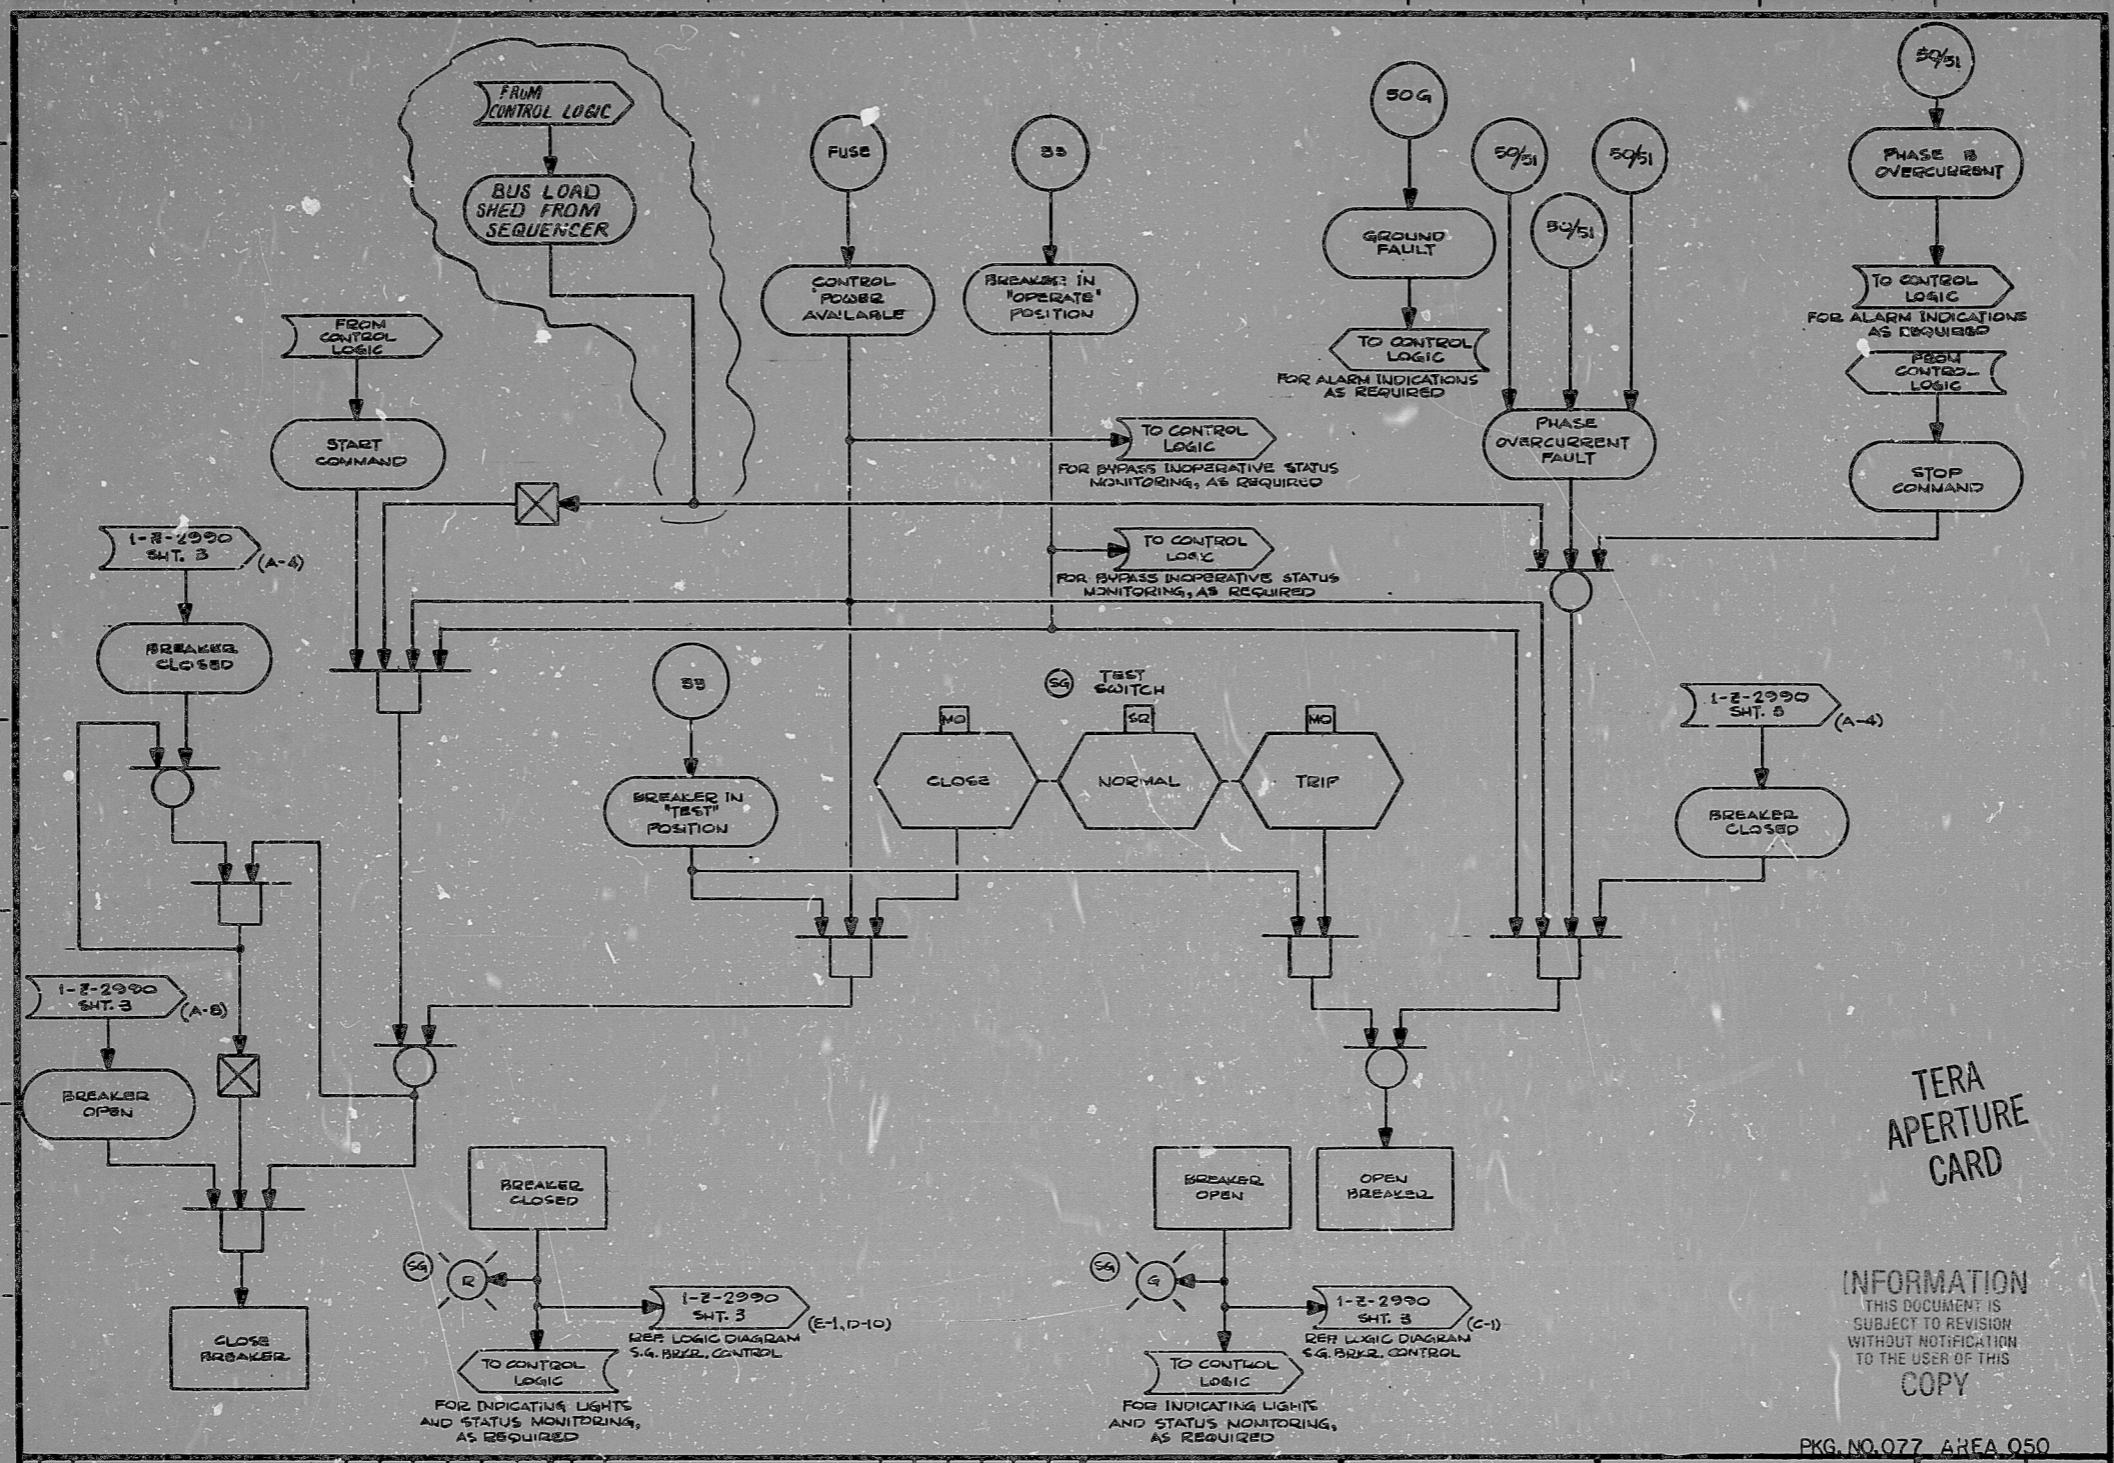 FROM
CONTROL LOGIC
BUS LOAD
SHED FROM
SEQUENCER
FROM
CONTROL
LOGIC
START
COMMAND
FUSE
CONTROL
POWER
AVAILABLE
33
BREAKER IN
"OPERATE"
POSITION
50G
GROUND
FAULT
TO CONTROL
LOGIC
FOR ALARM INDICATIONS
AS REQUIRED
50/51
50/51
50/51
PHASE
OVERCURRENT
FAULT
50/51
PHASE B
OVERCURRENT
TO CONTROL
LOGIC
FOR ALARM INDICATIONS
AS REQUIRED
FROM
CONTROL
LOGIC
STOP
COMMAND
TO CONTROL
LOGIC
FOR BYPASS INOPERATIVE STATUS
MONITORING, AS REQUIRED
TO CONTROL
LOGIC
FOR BYPASS INOPERATIVE STATUS
MONITORING, AS REQUIRED
1-Z-2990
SHT. 3
(A-4)
BREAKER
CLOSED
33
BREAKER IN
"TEST"
POSITION
SG
TEST
SWITCH
MO
SR
MO
CLOSE
NORMAL
TRIP
1-Z-2990
SHT.
(A-4)
BREAKER
CLOSED
1-Z-2990
SHT. 3
(A-8)
BREAKER
OPEN
CLOSE
BREAKER
BREAKER
CLOSED
SG
R
1-Z-2990
SHT. 3
(E-1, D-10)
REF. LOGIC DIAGRAM
S.G. BRKR. CONTROL
TO CONTROL
LOGIC
FOR INDICATING LIGHTS
AND STATUS MONITORING,
AS REQUIRED
BREAKER
OPEN
OPEN
BREAKER
SG
G
1-Z-2990
SHT. 3
(C-1)
REF. LOGIC DIAGRAM
S.G. BRKR. CONTROL
TO CONTROL
LOGIC
FOR INDICATING LIGHTS
AND STATUS MONITORING,
AS REQUIRED
TERA
APERTURE
CARD
INFORMATION
THIS DOCUMENT IS
SUBJECT TO REVISION
WITHOUT NOTIFICATION
TO THE USER OF THIS
COPY
PKG. NO. 077 AREA 050